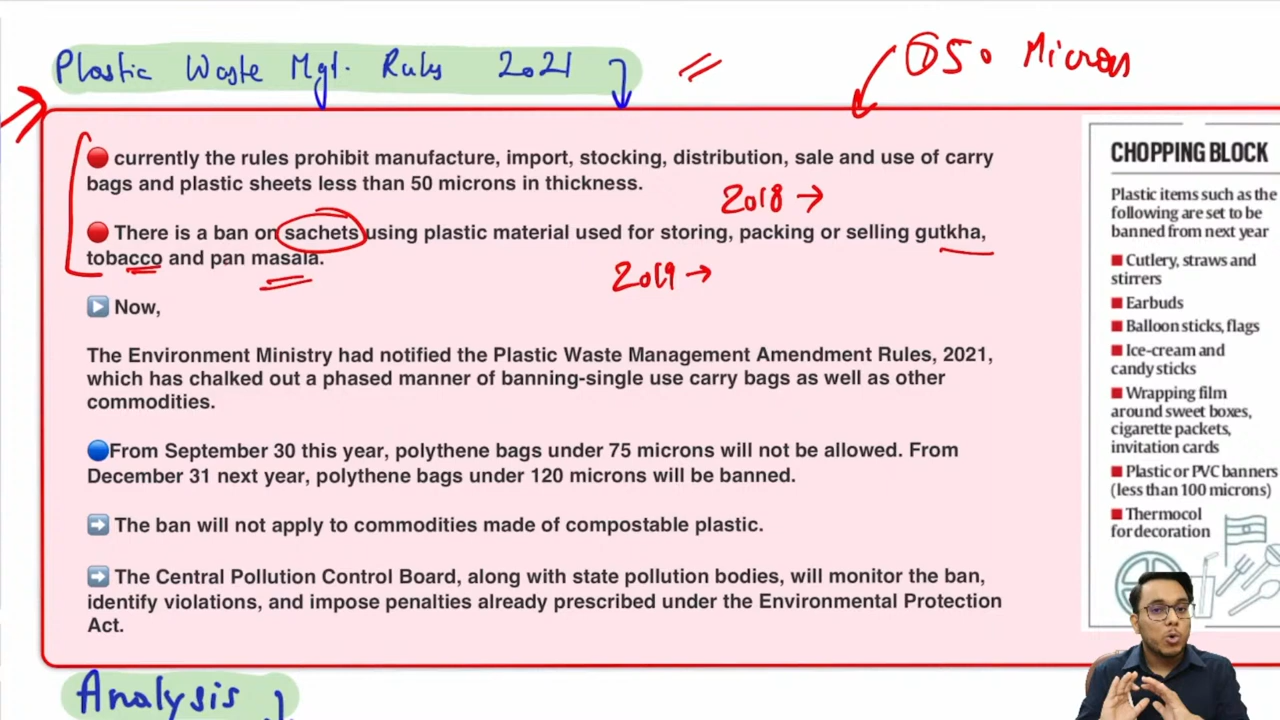 Plastic Waste Mgt. Rules 2021
50 Micron
currently the rules prohibit manufacture, import, stocking, distribution, sale and use of carry
bags and plastic sheets less than 50 microns in thickness.
2018 →
There is a ban on sachets using plastic material used for storing, packing or selling gutkha,
tobacco and pan masala.
2019 →
Now,
The Environment Ministry had notified the Plastic Waste Management Amendment Rules, 2021,
which has chalked out a phased manner of banning-single use carry bags as well as other
commodities.
From September 30 this year, polythene bags under 75 microns will not be allowed. From
December 31 next year, polythene bags under 120 microns will be banned.
The ban will not apply to commodities made of compostable plastic.
The Central Pollution Control Board, along with state pollution bodies, will monitor the ban,
identify violations, and impose penalties already prescribed under the Environmental Protection
Act.
CHOPPING BLOCK
Plastic items such as the
following are set to be
banned from next year
Cutlery, straws and
stirrers
Earbuds
Balloon sticks, flags
Ice-cream and
candy sticks
Wrapping film
around sweet boxes,
cigarette packets,
invitation cards
Plastic or PVC banners
(less than 100 microns)
Thermocol
for decoration
Analysis